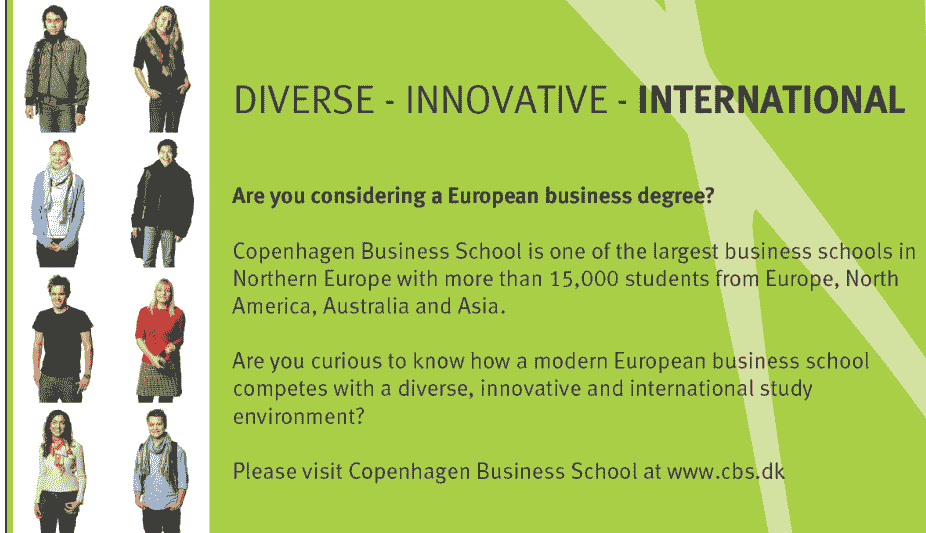 DIVERSE - INNOVATIVE - INTERNATIONAL
Are you considering a European business degree?
Copenhagen Business School is one of the largest business schools in
Northern Europe with more than 15,000 students from Europe, North
America, Australia and Asia.
Are you curious to know how a modern European business school
competes with a diverse, innovative and international study
environment?
Please visit Copenhagen Business School at www.cbs.dk